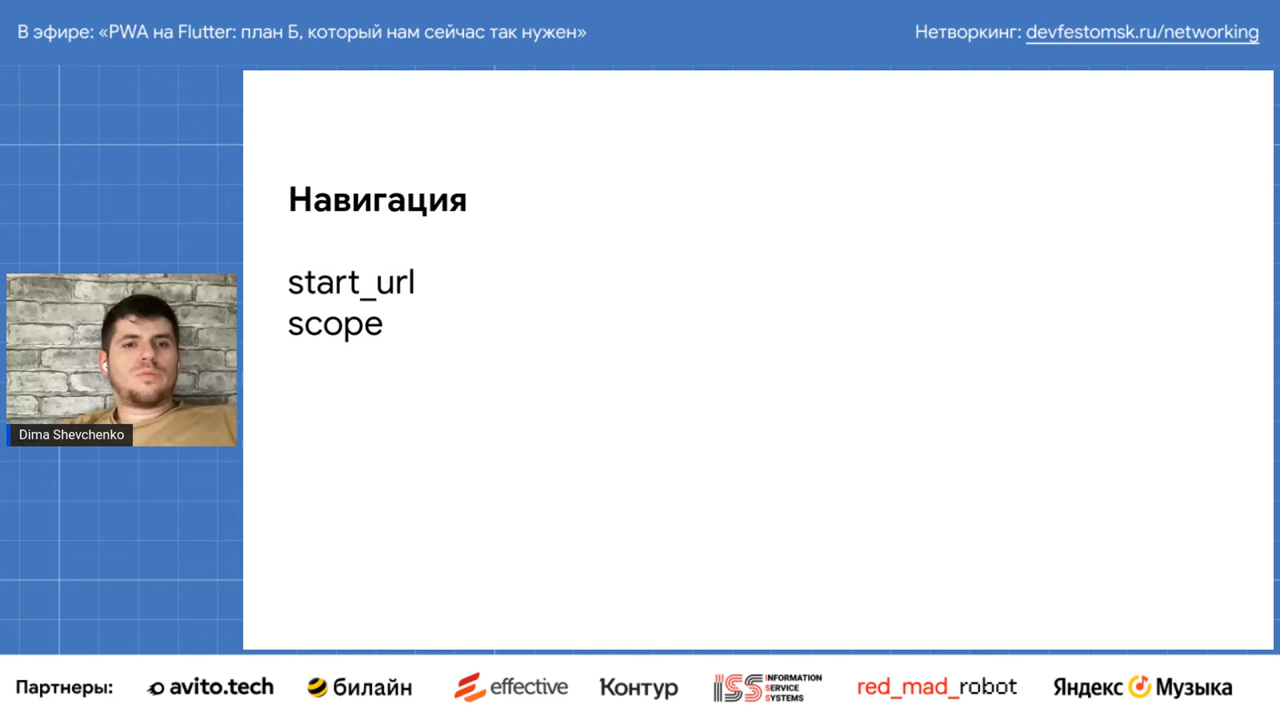 В эфире: «PWA на Flutter: план Б, который нам сейчас так нужен»
Нетворкинг: devfestomsk.ru/networking
Навигация
start_url
scope
Dima Shevchenko
Партнеры: avito.tech билайн effective Контур ISS INFORMATION SERVICE SYSTEMS red_mad_robot Яндекс Музыка